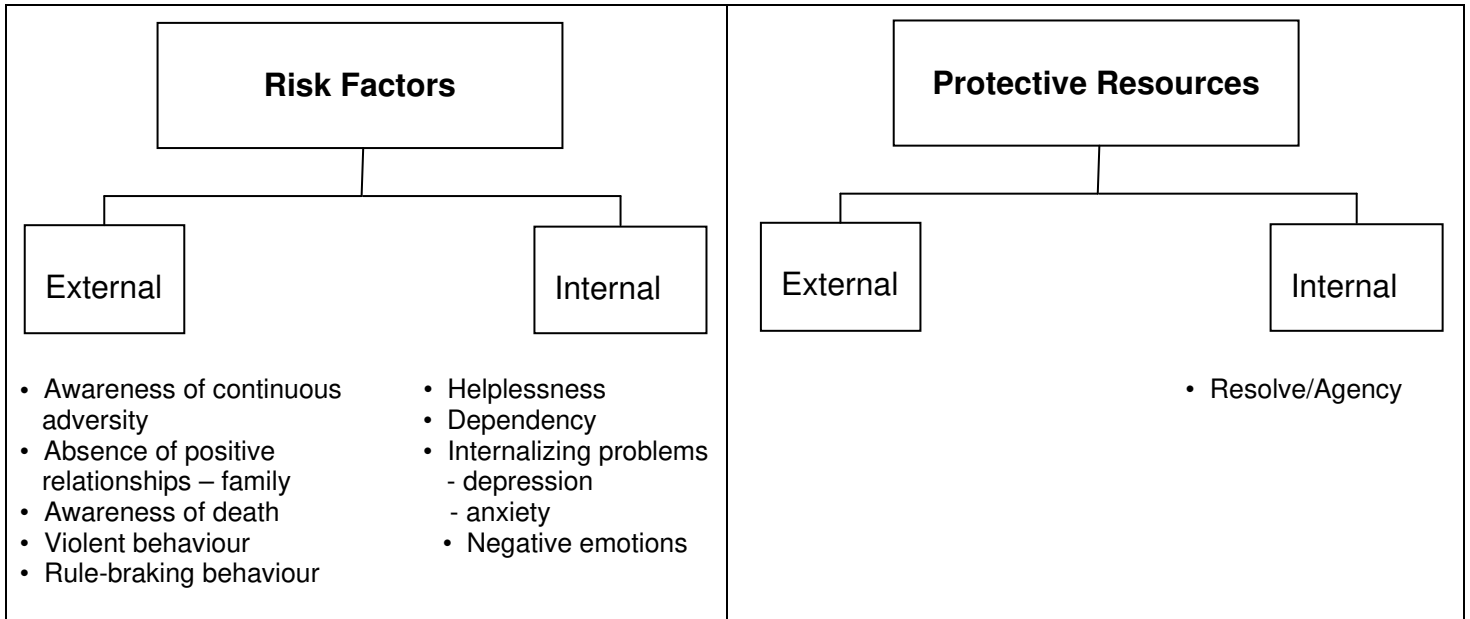 Risk Factors
External
Internal
• Awareness of continuous
adversity
• Absence of positive
relationships – family
• Awareness of death
• Violent behaviour
• Rule-braking behaviour
• Helplessness
• Dependency
• Internalizing problems
- depression
- anxiety
• Negative emotions
Protective Resources
External
Internal
• Resolve/Agency